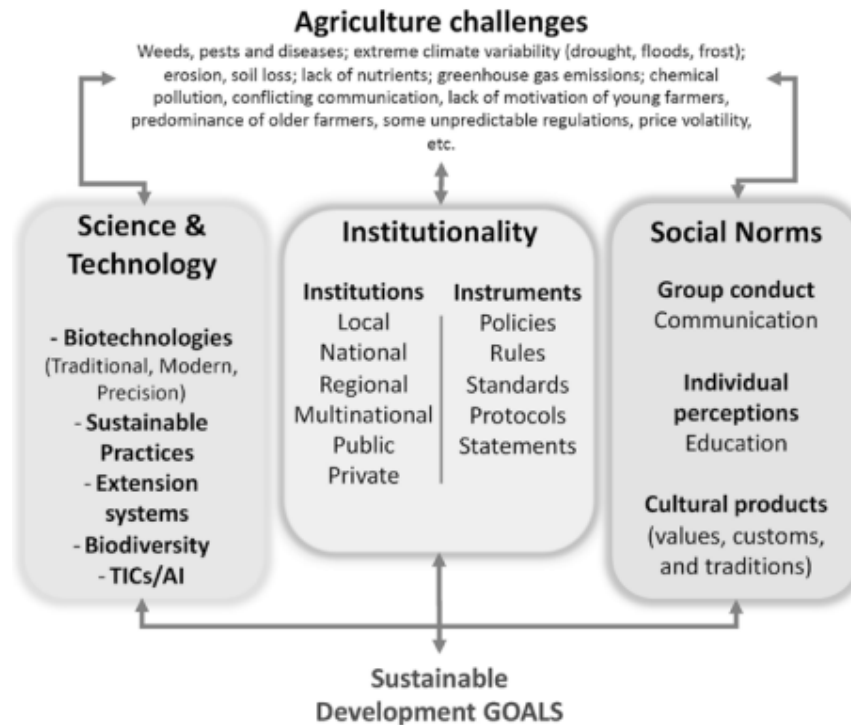 Agriculture challenges
Weeds, pests and diseases; extreme climate variability (drought, floods, frost);
erosion, soil loss; lack of nutrients; greenhouse gas emissions; chemical
pollution, conflicting communication, lack of motivation of young farmers,
predominance of older farmers, some unpredictable regulations, price volatility,
etc.
Science &
Technology
- Biotechnologies
(Traditional, Modern,
Precision)
- Sustainable
Practices
- Extension
systems
- Biodiversity
- TICs/AI
Institutionality
Institutions
Local
National
Regional
Multinational
Public
Private
Instruments
Policies
Rules
Standards
Protocols
Statements
Social Norms
Group conduct
Communication
Individual
perceptions
Education
Cultural products
(values, customs,
and traditions)
Sustainable
Development GOALS